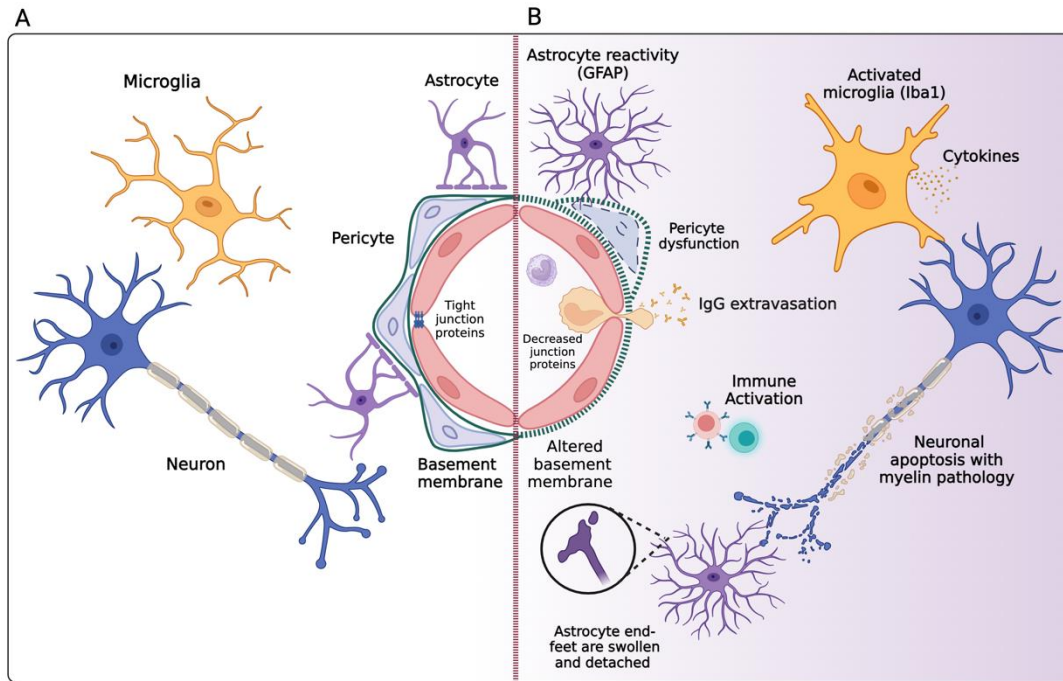 A
B
Microglia
Astrocyte
Pericyte
Tight
junction
proteins
Neuron
Basement
membrane
Astrocyte reactivity
(GFAP)
Activated
microglia (Iba1)
Cytokines
Pericyte
dysfunction
IgG extravasation
Decreased
junction
proteins
Immune
Activation
Altered
basement
membrane
Neuronal
apoptosis with
myelin pathology
Astrocyte end-
feet are swollen
and detached